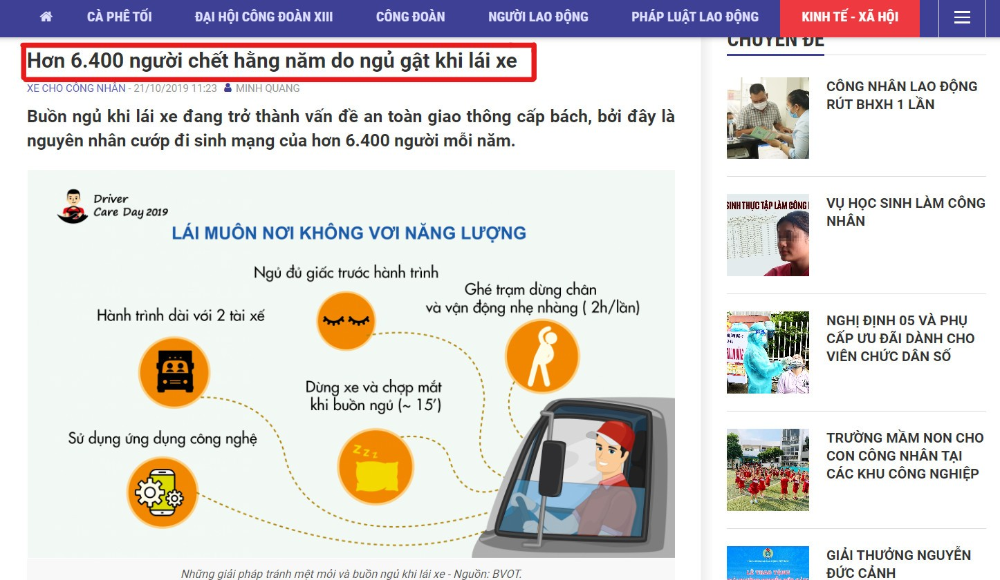 CÀ PHÊ TỐI
ĐẠI HỘI CÔNG ĐOÀN XIII
CÔNG ĐOÀN
NGƯỜI LAO ĐỘNG
PHÁP LUẬT LAO ĐỘNG
KINH TẾ - XÃ HỘI
Hơn 6.400 người chết hằng năm do ngủ gật khi lái xe
XE CHO CÔNG NHÂN - 21/10/2019 11:23 MINH QUANG
Buồn ngủ khi lái xe đang trở thành vấn đề an toàn giao thông cấp bách, bởi đây là
nguyên nhân cướp đi sinh mạng của hơn 6.400 người mỗi năm.
Driver
Care Day 2019
LÁI MUÔN NƠI KHÔNG VƠI NĂNG LƯỢNG
Ngủ đủ giấc trước hành trình
Ghé trạm dừng chân
và vận động nhẹ nhàng ( 2h/lần)
Hành trình dài với 2 tài xế
Dừng xe và chợp mắt
khi buồn ngủ (~ 15')
Sử dụng ứng dụng công nghệ
z z z
Những giải pháp tránh mệt mỏi và buồn ngủ khi lái xe - Nguồn: BVOT.
CHUYÊN ĐỀ
CÔNG NHÂN LAO ĐỘNG
RÚT BHXH 1 LẦN
SINH THỰC TẬP LÀM CÔNG
VỤ HỌC SINH LÀM CÔNG
NHÂN
NGHỊ ĐỊNH 05 VÀ PHỤ
CẤP ƯU ĐÃI DÀNH CHO
VIÊN CHỨC DÂN SỐ
TRƯỜNG MẦM NON CHO
CON CÔNG NHÂN TẠI
CÁC KHU CÔNG NGHIỆP
LỄ TRAO TẶNG
GIẢI THƯỞNG NGUYỄN
ĐỨC CẢNH